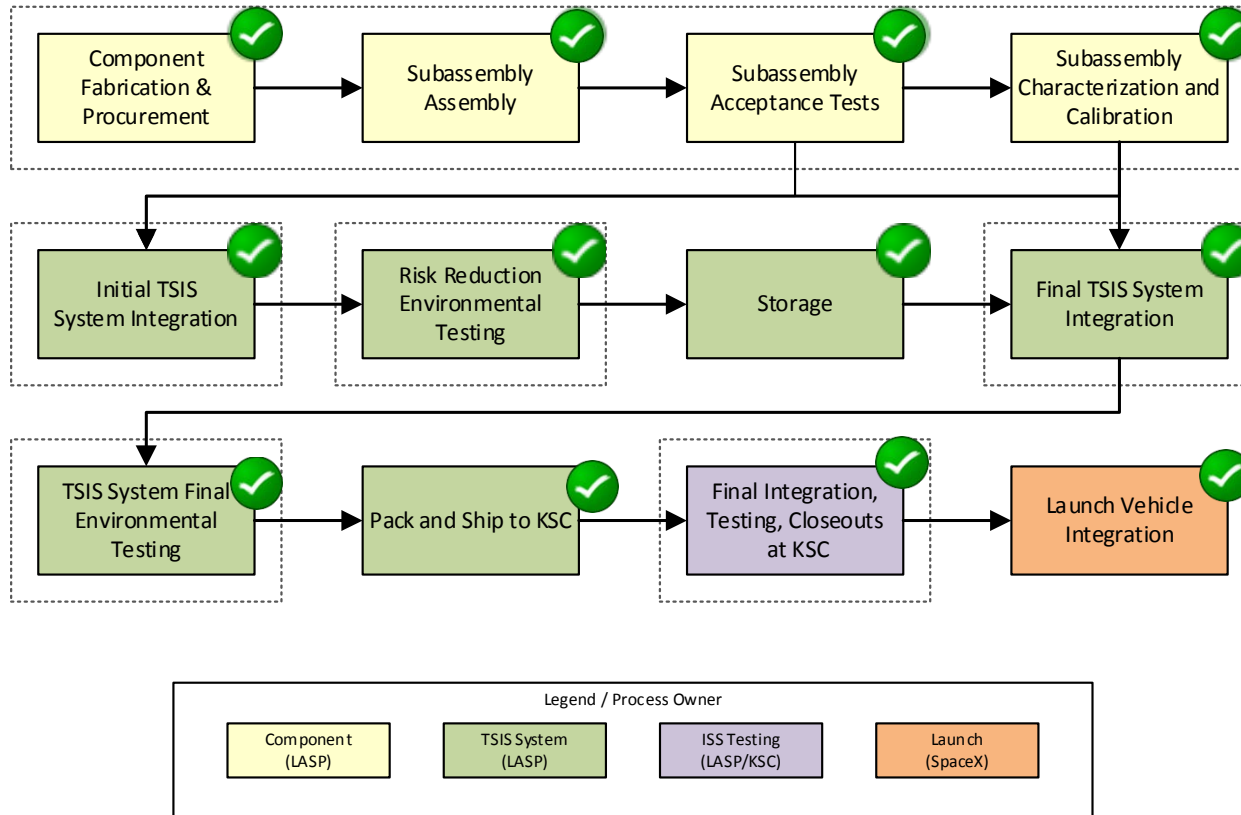 Component
Fabrication &
Procurement
Subassembly
Assembly
Subassembly
Acceptance Tests
Subassembly
Characterization and
Calibration
Initial TSIS
System Integration
Risk Reduction
Environmental
Testing
Storage
Final TSIS System
Integration
TSIS System Final
Environmental
Testing
Pack and Ship to KSC
Final Integration,
Testing, Closeouts
at KSC
Launch Vehicle
Integration
Legend / Process Owner
Component
(LASP)
TSIS System
(LASP)
ISS Testing
(LASP/KSC)
Launch
(SpaceX)